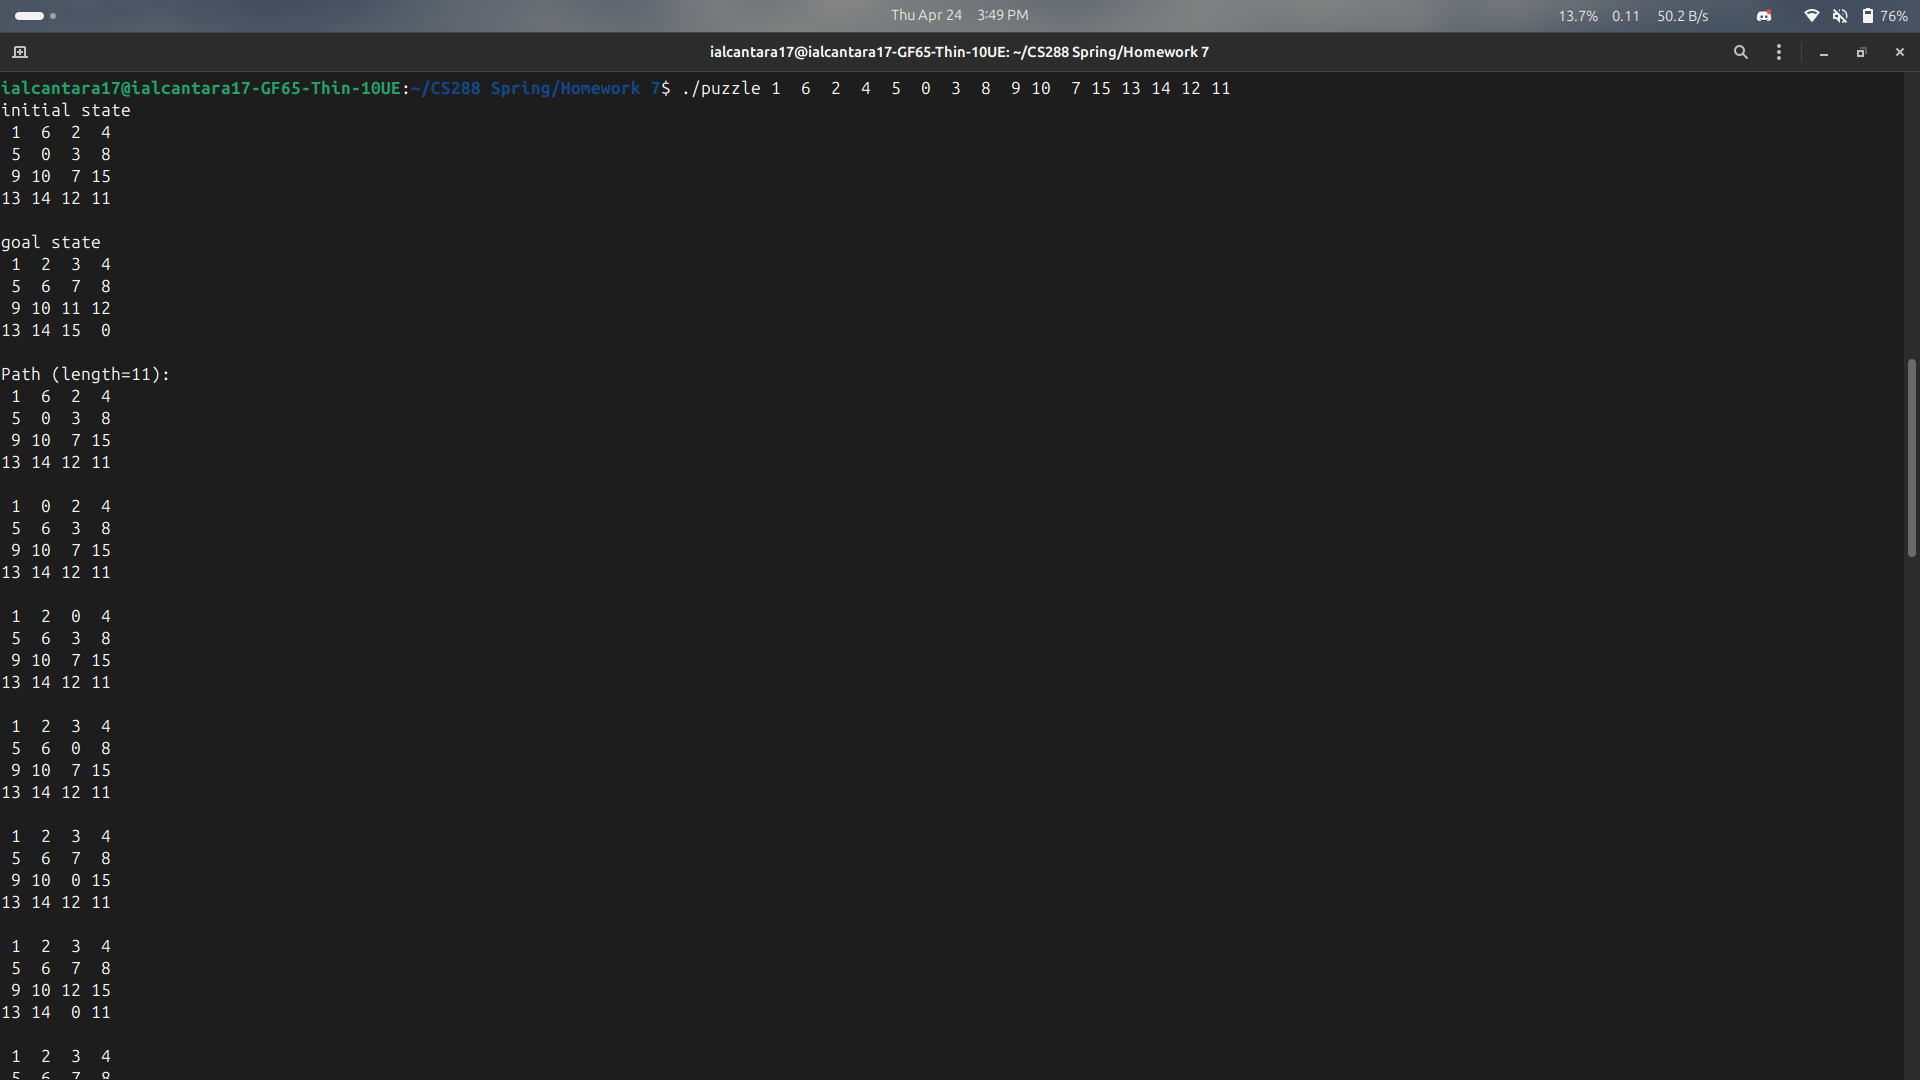 Thu Apr 24 3:49 PM 13.7% 0.11 50.2 B/s 76%
ialcantara17@ialcantara17-GF65-Thin-10UE: ~/CS288 Spring/Homework 7
ialcantara17@ialcantara17-GF65-Thin-10UE:~/CS288 Spring/Homework 7$ ./puzzle 1  6  2  4  5  0  3  8  9 10  7 15 13 14 12 11
initial state
 1  6  2  4
 5  0  3  8
 9 10  7 15
13 14 12 11
goal state
 1  2  3  4
 5  6  7  8
 9 10 11 12
13 14 15  0
Path (length=11):
 1  6  2  4
 5  0  3  8
 9 10  7 15
13 14 12 11
 1  0  2  4
 5  6  3  8
 9 10  7 15
13 14 12 11
 1  2  0  4
 5  6  3  8
 9 10  7 15
13 14 12 11
 1  2  3  4
 5  6  0  8
 9 10  7 15
13 14 12 11
 1  2  3  4
 5  6  7  8
 9 10  0 15
13 14 12 11
 1  2  3  4
 5  6  7  8
 9 10 12 15
13 14  0 11
 1  2  3  4
 5  6  7  8